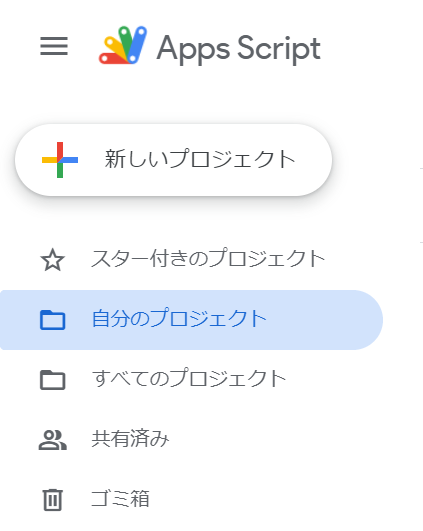 Apps Script
新しいプロジェクト
スター付きのプロジェクト
自分のプロジェクト
すべてのプロジェクト
共有済み
ゴミ箱